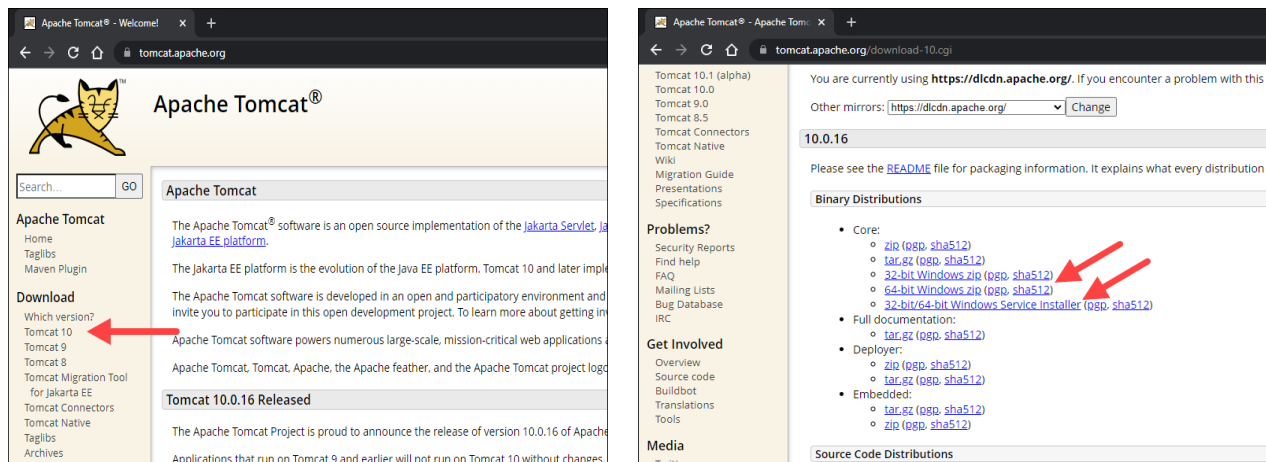 Apache Tomcat® - Welcome!
tomcat.apache.org
TM
Apache Tomcat®
Search... GO
Apache Tomcat
Home
Taglibs
Maven Plugin
Download
Which version?
Tomcat 10
Tomcat 9
Tomcat 8
Tomcat Migration Tool
for Jakarta EE
Tomcat Connectors
Tomcat Native
Taglibs
Archives
Apache Tomcat
The Apache Tomcat® software is an open source implementation of the Jakarta Servlet, Ja
Jakarta EE platform.
The Jakarta EE platform is the evolution of the Java EE platform. Tomcat 10 and later imple
The Apache Tomcat software is developed in an open and participatory environment and
invite you to participate in this open development project. To learn more about getting in
Apache Tomcat software powers numerous large-scale, mission-critical web applications
Apache Tomcat, Tomcat, Apache, the Apache feather, and the Apache Tomcat project logo
Tomcat 10.0.16 Released
The Apache Tomcat Project is proud to announce the release of version 10.0.16 of Apache
Applications that run on Tomcat 9 and earlier will not run on Tomcat 10 without changes.
Apache Tomcat® - Apache Tomc
tomcat.apache.org/download-10.cgi
Tomcat 10.1 (alpha)
Tomcat 10.0
Tomcat 9.0
Tomcat 8.5
Tomcat Connectors
Tomcat Native
Wiki
Migration Guide
Presentations
Specifications
Problems?
Security Reports
Find help
FAQ
Mailing Lists
Bug Database
IRC
Get Involved
Overview
Source code
Buildbot
Translations
Tools
Media
You are currently using https://dlcdn.apache.org/. If you encounter a problem with this
Other mirrors: https://dlcdn.apache.org/ Change
10.0.16
Please see the README file for packaging information. It explains what every distribution
Binary Distributions
Core:
zip (pgp, sha512)
tar.gz (pgp, sha512)
32-bit Windows zip (pgp, sha512)
64-bit Windows zip (pgp, sha512)
32-bit/64-bit Windows Service Installer (pgp, sha512)
Full documentation:
tar.gz (pgp, sha512)
Deployer:
zip (pgp, sha512)
tar.gz (pgp, sha512)
Embedded:
tar.gz (pgp, sha512)
zip (pgp, sha512)
Source Code Distributions